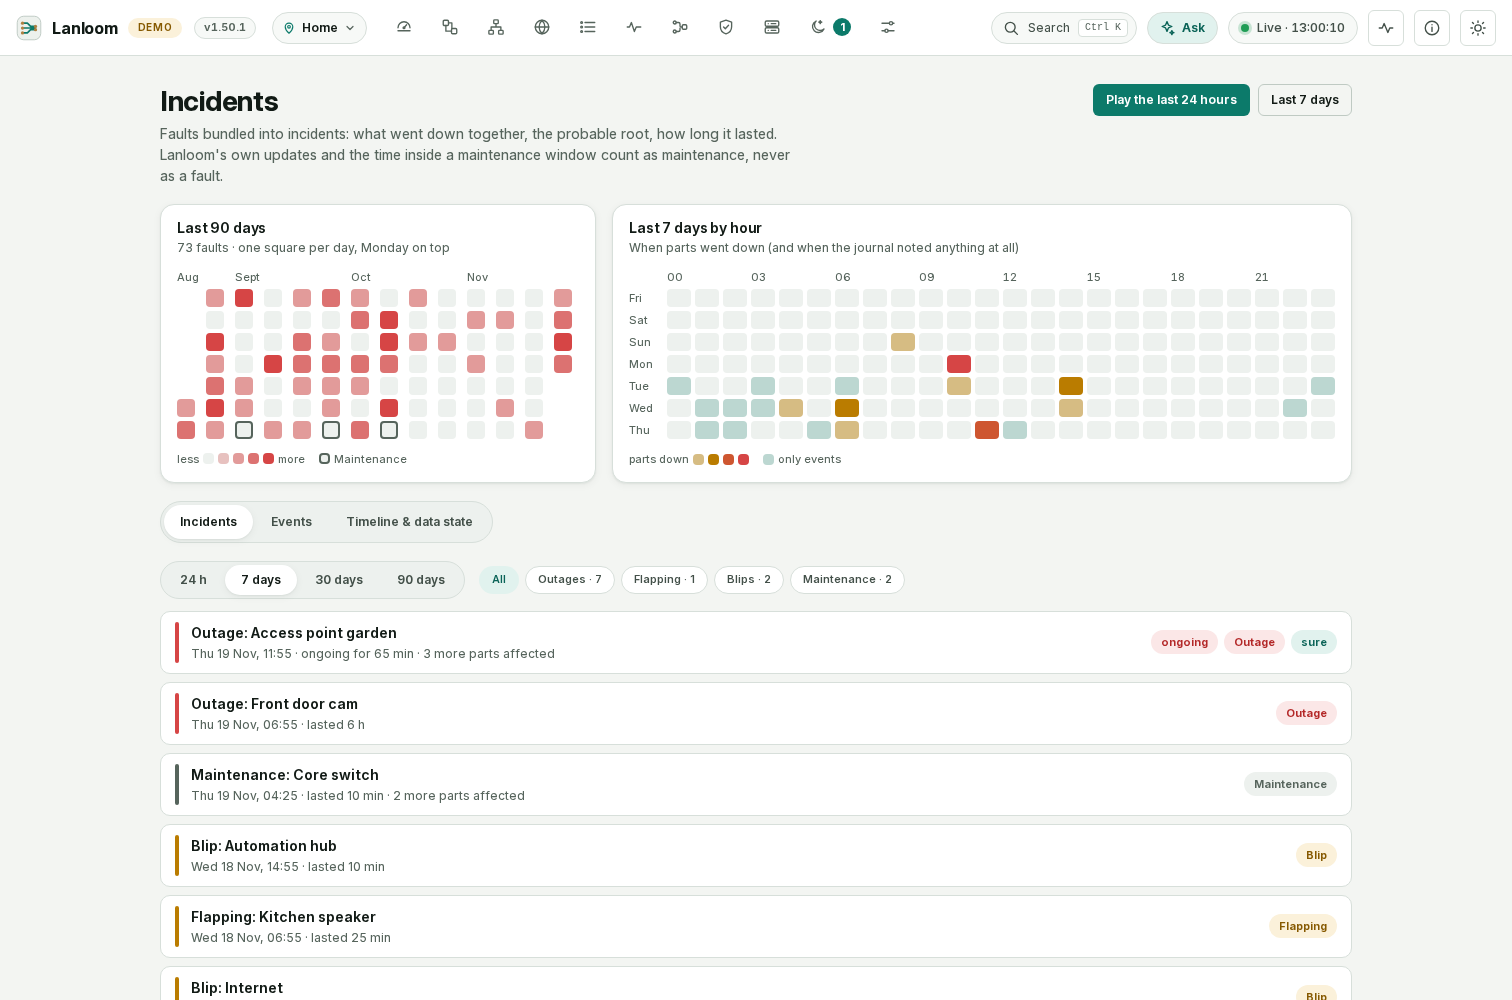 Lanloom DEMO v1.50.1 Home 1 Search Ctrl K Ask Live · 13:00:10
Incidents
Play the last 24 hours Last 7 days
Faults bundled into incidents: what went down together, the probable root, how long it lasted.
Lanloom's own updates and the time inside a maintenance window count as maintenance, never
as a fault.
Last 90 days
73 faults · one square per day, Monday on top
Aug Sept Oct Nov
less more Maintenance
Last 7 days by hour
When parts went down (and when the journal noted anything at all)
00 03 06 09 12 15 18 21
Fri
Sat
Sun
Mon
Tue
Wed
Thu
parts down only events
Incidents Events Timeline & data state
24 h 7 days 30 days 90 days All Outages · 7 Flapping · 1 Blips · 2 Maintenance · 2
Outage: Access point garden
Thu 19 Nov, 11:55 · ongoing for 65 min · 3 more parts affected
ongoing Outage sure
Outage: Front door cam
Thu 19 Nov, 06:55 · lasted 6 h
Outage
Maintenance: Core switch
Thu 19 Nov, 04:25 · lasted 10 min · 2 more parts affected
Maintenance
Blip: Automation hub
Wed 18 Nov, 14:55 · lasted 10 min
Blip
Flapping: Kitchen speaker
Wed 18 Nov, 06:55 · lasted 25 min
Flapping
Blip: Internet
Blip